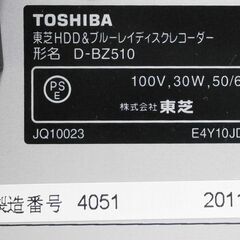 TOSHIBA
東芝HDD&ブルーレイディスクレコーダー
形名 D-BZ510
100V,30W,50/6
PS
E
株式会社 東芝
JQ10023 E4Y10JD
製造番号 4051 2011